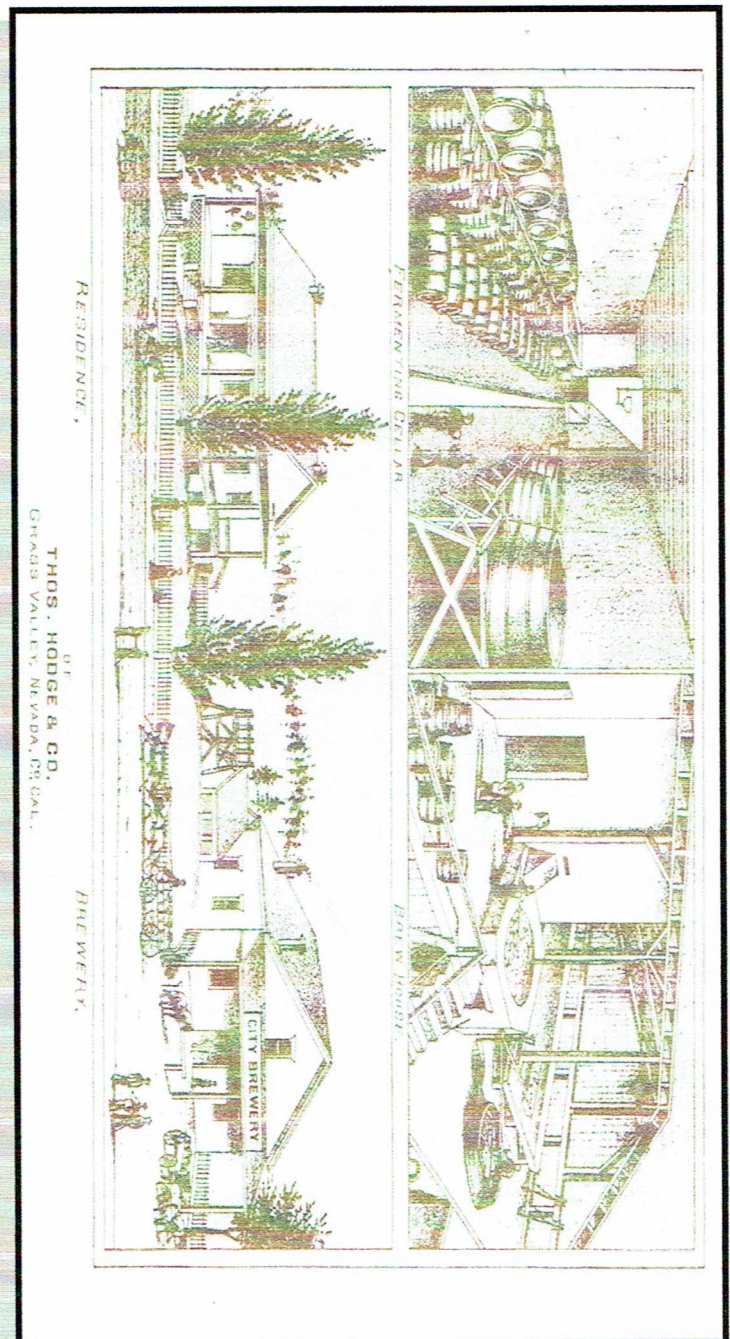 FERMENTING CELLAR
BREW HOUSE
CITY BREWERY
RESIDENCE,
BREWERY.
OF
THOS. HODGE & CO.
GRASS VALLEY, NEVADA, CO. CAL.